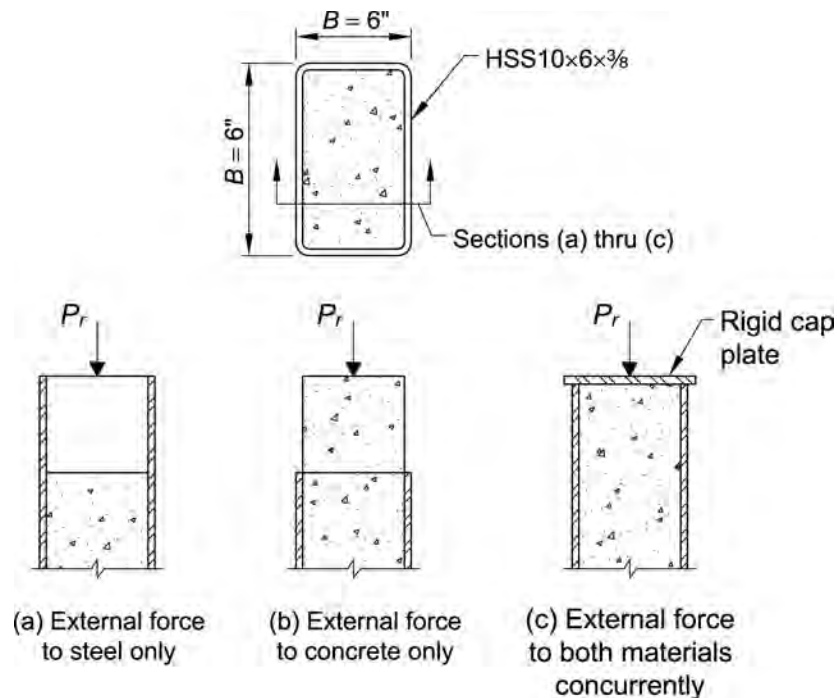 B = 6"
HSS10×6×⅜
B = 6"
Sections (a) thru (c)
Pr
Pr
Pr
Rigid cap
plate
(a) External force
to steel only
(b) External force
to concrete only
(c) External force
to both materials
concurrently